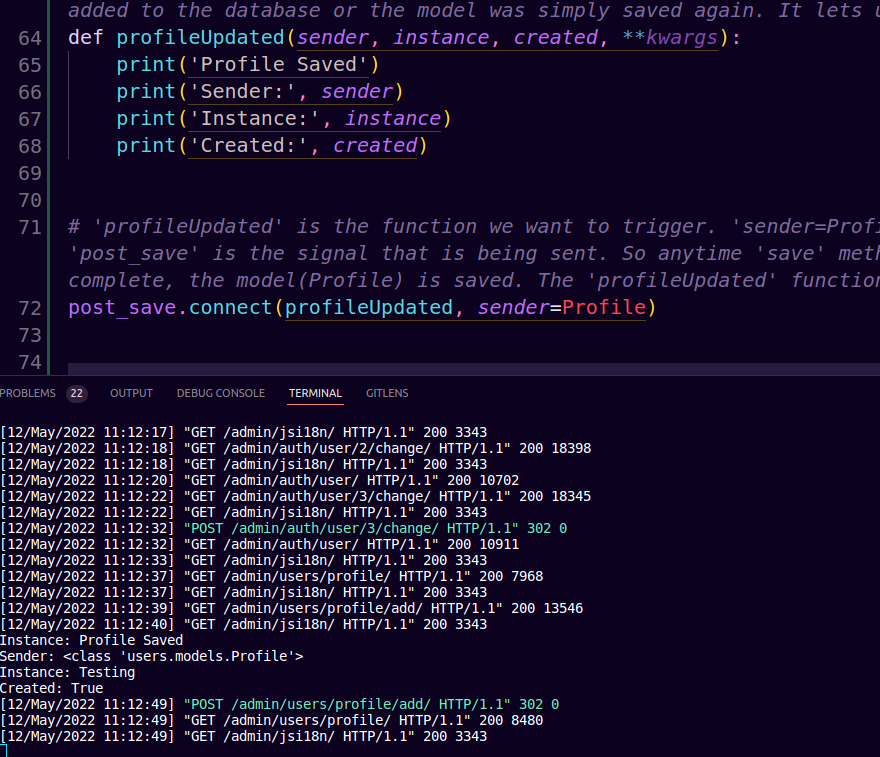 added to the database or the model was simply saved again. It lets u
64 def profileUpdated(sender, instance, created, **kwargs):
65 print('Profile Saved')
66 print('Sender:', sender)
67 print('Instance:', instance)
68 print('Created:', created)
69
70
71 # 'profileUpdated' is the function we want to trigger. 'sender=Profi
'post_save' is the signal that is being sent. So anytime 'save' meth
complete, the model(Profile) is saved. The 'profileUpdated' function
72 post_save.connect(profileUpdated, sender=Profile)
73
74
PROBLEMS 22 OUTPUT DEBUG CONSOLE TERMINAL GITLENS
[12/May/2022 11:12:17] "GET /admin/jsi18n/ HTTP/1.1" 200 3343
[12/May/2022 11:12:18] "GET /admin/auth/user/2/change/ HTTP/1.1" 200 18398
[12/May/2022 11:12:18] "GET /admin/jsi18n/ HTTP/1.1" 200 3343
[12/May/2022 11:12:20] "GET /admin/auth/user/ HTTP/1.1" 200 10702
[12/May/2022 11:12:22] "GET /admin/auth/user/3/change/ HTTP/1.1" 200 18345
[12/May/2022 11:12:22] "GET /admin/jsi18n/ HTTP/1.1" 200 3343
[12/May/2022 11:12:32] "POST /admin/auth/user/3/change/ HTTP/1.1" 302 0
[12/May/2022 11:12:32] "GET /admin/auth/user/ HTTP/1.1" 200 10911
[12/May/2022 11:12:33] "GET /admin/jsi18n/ HTTP/1.1" 200 3343
[12/May/2022 11:12:37] "GET /admin/users/profile/ HTTP/1.1" 200 7968
[12/May/2022 11:12:37] "GET /admin/jsi18n/ HTTP/1.1" 200 3343
[12/May/2022 11:12:39] "GET /admin/users/profile/add/ HTTP/1.1" 200 13546
[12/May/2022 11:12:40] "GET /admin/jsi18n/ HTTP/1.1" 200 3343
Instance: Profile Saved
Sender: <class 'users.models.Profile'>
Instance: Testing
Created: True
[12/May/2022 11:12:49] "POST /admin/users/profile/add/ HTTP/1.1" 302 0
[12/May/2022 11:12:49] "GET /admin/users/profile/ HTTP/1.1" 200 8480
[12/May/2022 11:12:49] "GET /admin/jsi18n/ HTTP/1.1" 200 3343